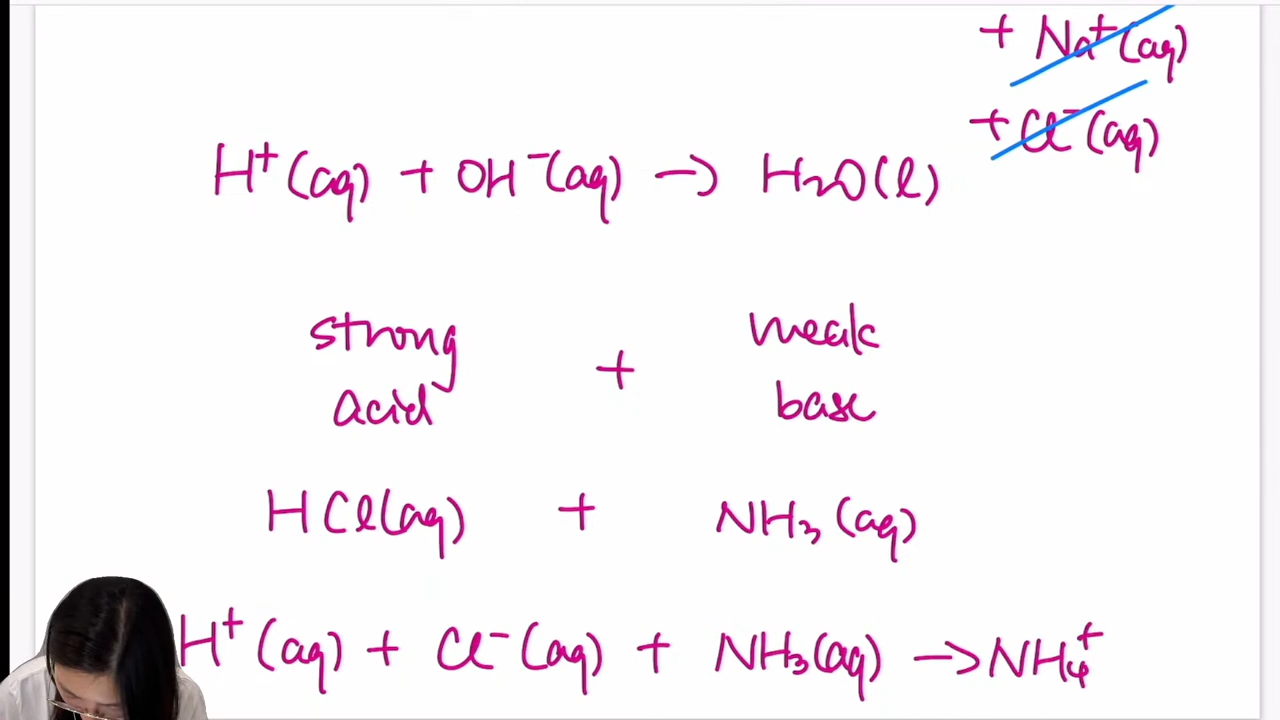 + Na⁺(aq)
+ Cl⁻(aq)
H⁺(aq) + OH⁻(aq) → H₂O(l)
strong acid + weak base
HCl(aq) + NH₃(aq)
H⁺(aq) + Cl⁻(aq) + NH₃(aq) → NH₄⁺